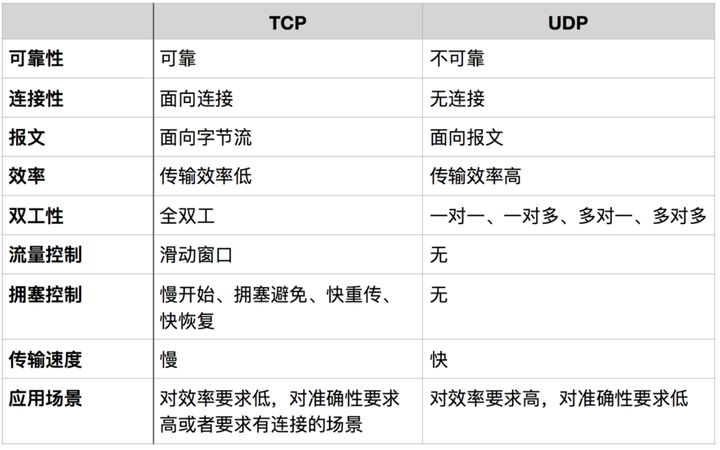 TCP UDP
可靠性 可靠 不可靠
连接性 面向连接 无连接
报文 面向字节流 面向报文
效率 传输效率低 传输效率高
双工性 全双工 一对一、一对多、多对一、多对多
流量控制 滑动窗口 无
拥塞控制 慢开始、拥塞避免、快重传、 无
快恢复
传输速度 慢 快
应用场景 对效率要求低，对准确性要求 对效率要求高，对准确性要求低
高或者要求有连接的场景